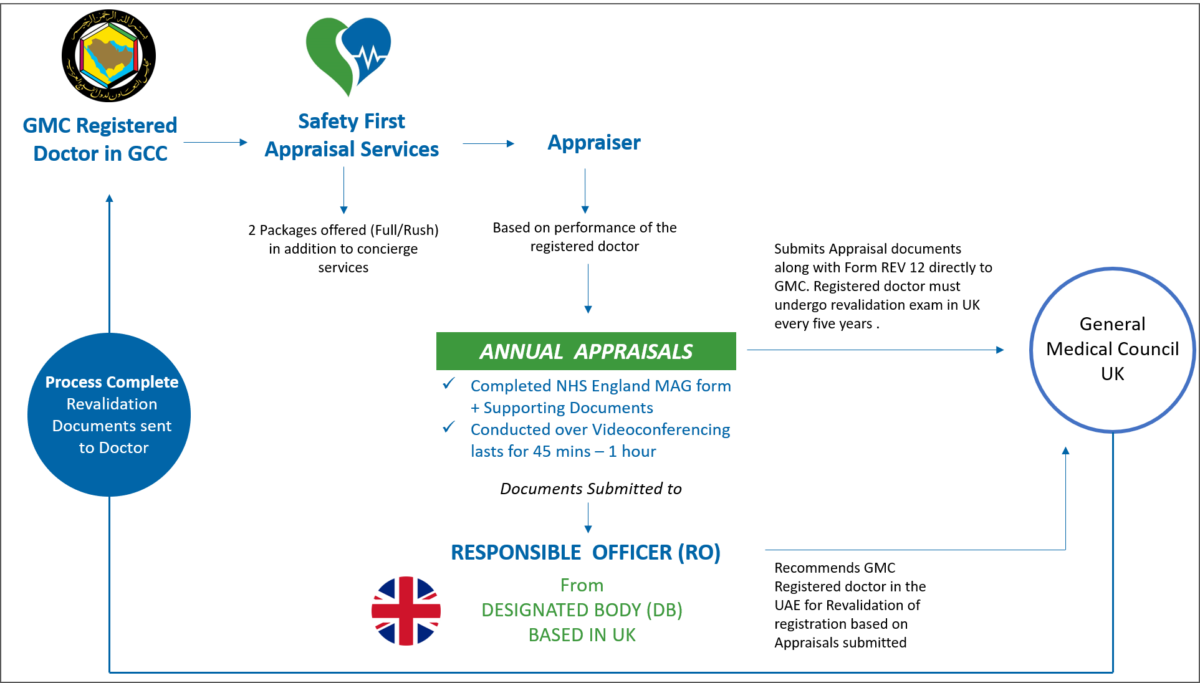 GMC Registered
Doctor in GCC
Safety First
Appraisal Services
Appraiser
2 Packages offered (Full/Rush)
in addition to concierge
services
Based on performance of the
registered doctor
Submits Appraisal documents
along with Form REV 12 directly to
GMC. Registered doctor must
undergo revalidation exam in UK
every five years .
General
Medical Council
UK
ANNUAL APPRAISALS
✓ Completed NHS England MAG form
+ Supporting Documents
✓ Conducted over Videoconferencing
lasts for 45 mins – 1 hour
Process Complete
Revalidation
Documents sent
to Doctor
Documents Submitted to
RESPONSIBLE OFFICER (RO)
From
DESIGNATED BODY (DB)
BASED IN UK
Recommends GMC
Registered doctor in the
UAE for Revalidation of
registration based on
Appraisals submitted